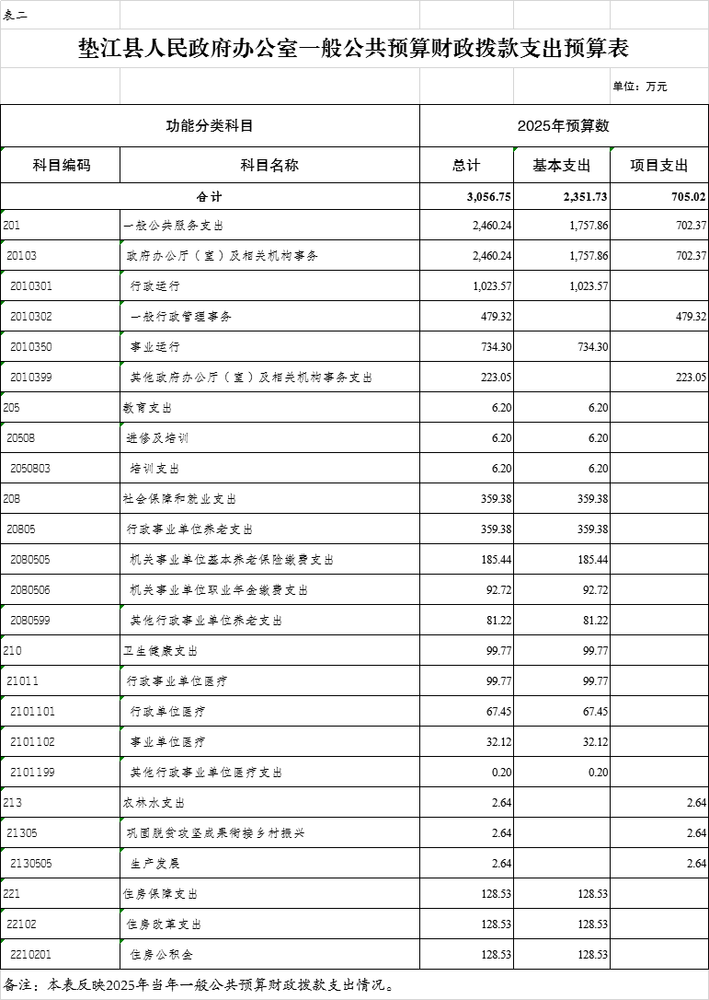 表二
垫江县人民政府办公室一般公共预算财政拨款支出预算表
单位：万元
功能分类科目 2025年预算数
科目编码 科目名称 总计 基本支出 项目支出
合计 3,056.75 2,351.73 705.02
201 一般公共服务支出 2,460.24 1,757.86 702.37
20103 政府办公厅（室）及相关机构事务 2,460.24 1,757.86 702.37
2010301 行政运行 1,023.57 1,023.57
2010302 一般行政管理事务 479.32 479.32
2010350 事业运行 734.30 734.30
2010399 其他政府办公厅（室）及相关机构事务支出 223.05 223.05
205 教育支出 6.20 6.20
20508 进修及培训 6.20 6.20
2050803 培训支出 6.20 6.20
208 社会保障和就业支出 359.38 359.38
20805 行政事业单位养老支出 359.38 359.38
2080505 机关事业单位基本养老保险缴费支出 185.44 185.44
2080506 机关事业单位职业年金缴费支出 92.72 92.72
2080599 其他行政事业单位养老支出 81.22 81.22
210 卫生健康支出 99.77 99.77
21011 行政事业单位医疗 99.77 99.77
2101101 行政单位医疗 67.45 67.45
2101102 事业单位医疗 32.12 32.12
2101199 其他行政事业单位医疗支出 0.20 0.20
213 农林水支出 2.64 2.64
21305 巩固脱贫攻坚成果衔接乡村振兴 2.64 2.64
2130505 生产发展 2.64 2.64
221 住房保障支出 128.53 128.53
22102 住房改革支出 128.53 128.53
2210201 住房公积金 128.53 128.53
备注：本表反映2025年当年一般公共预算财政拨款支出情况。